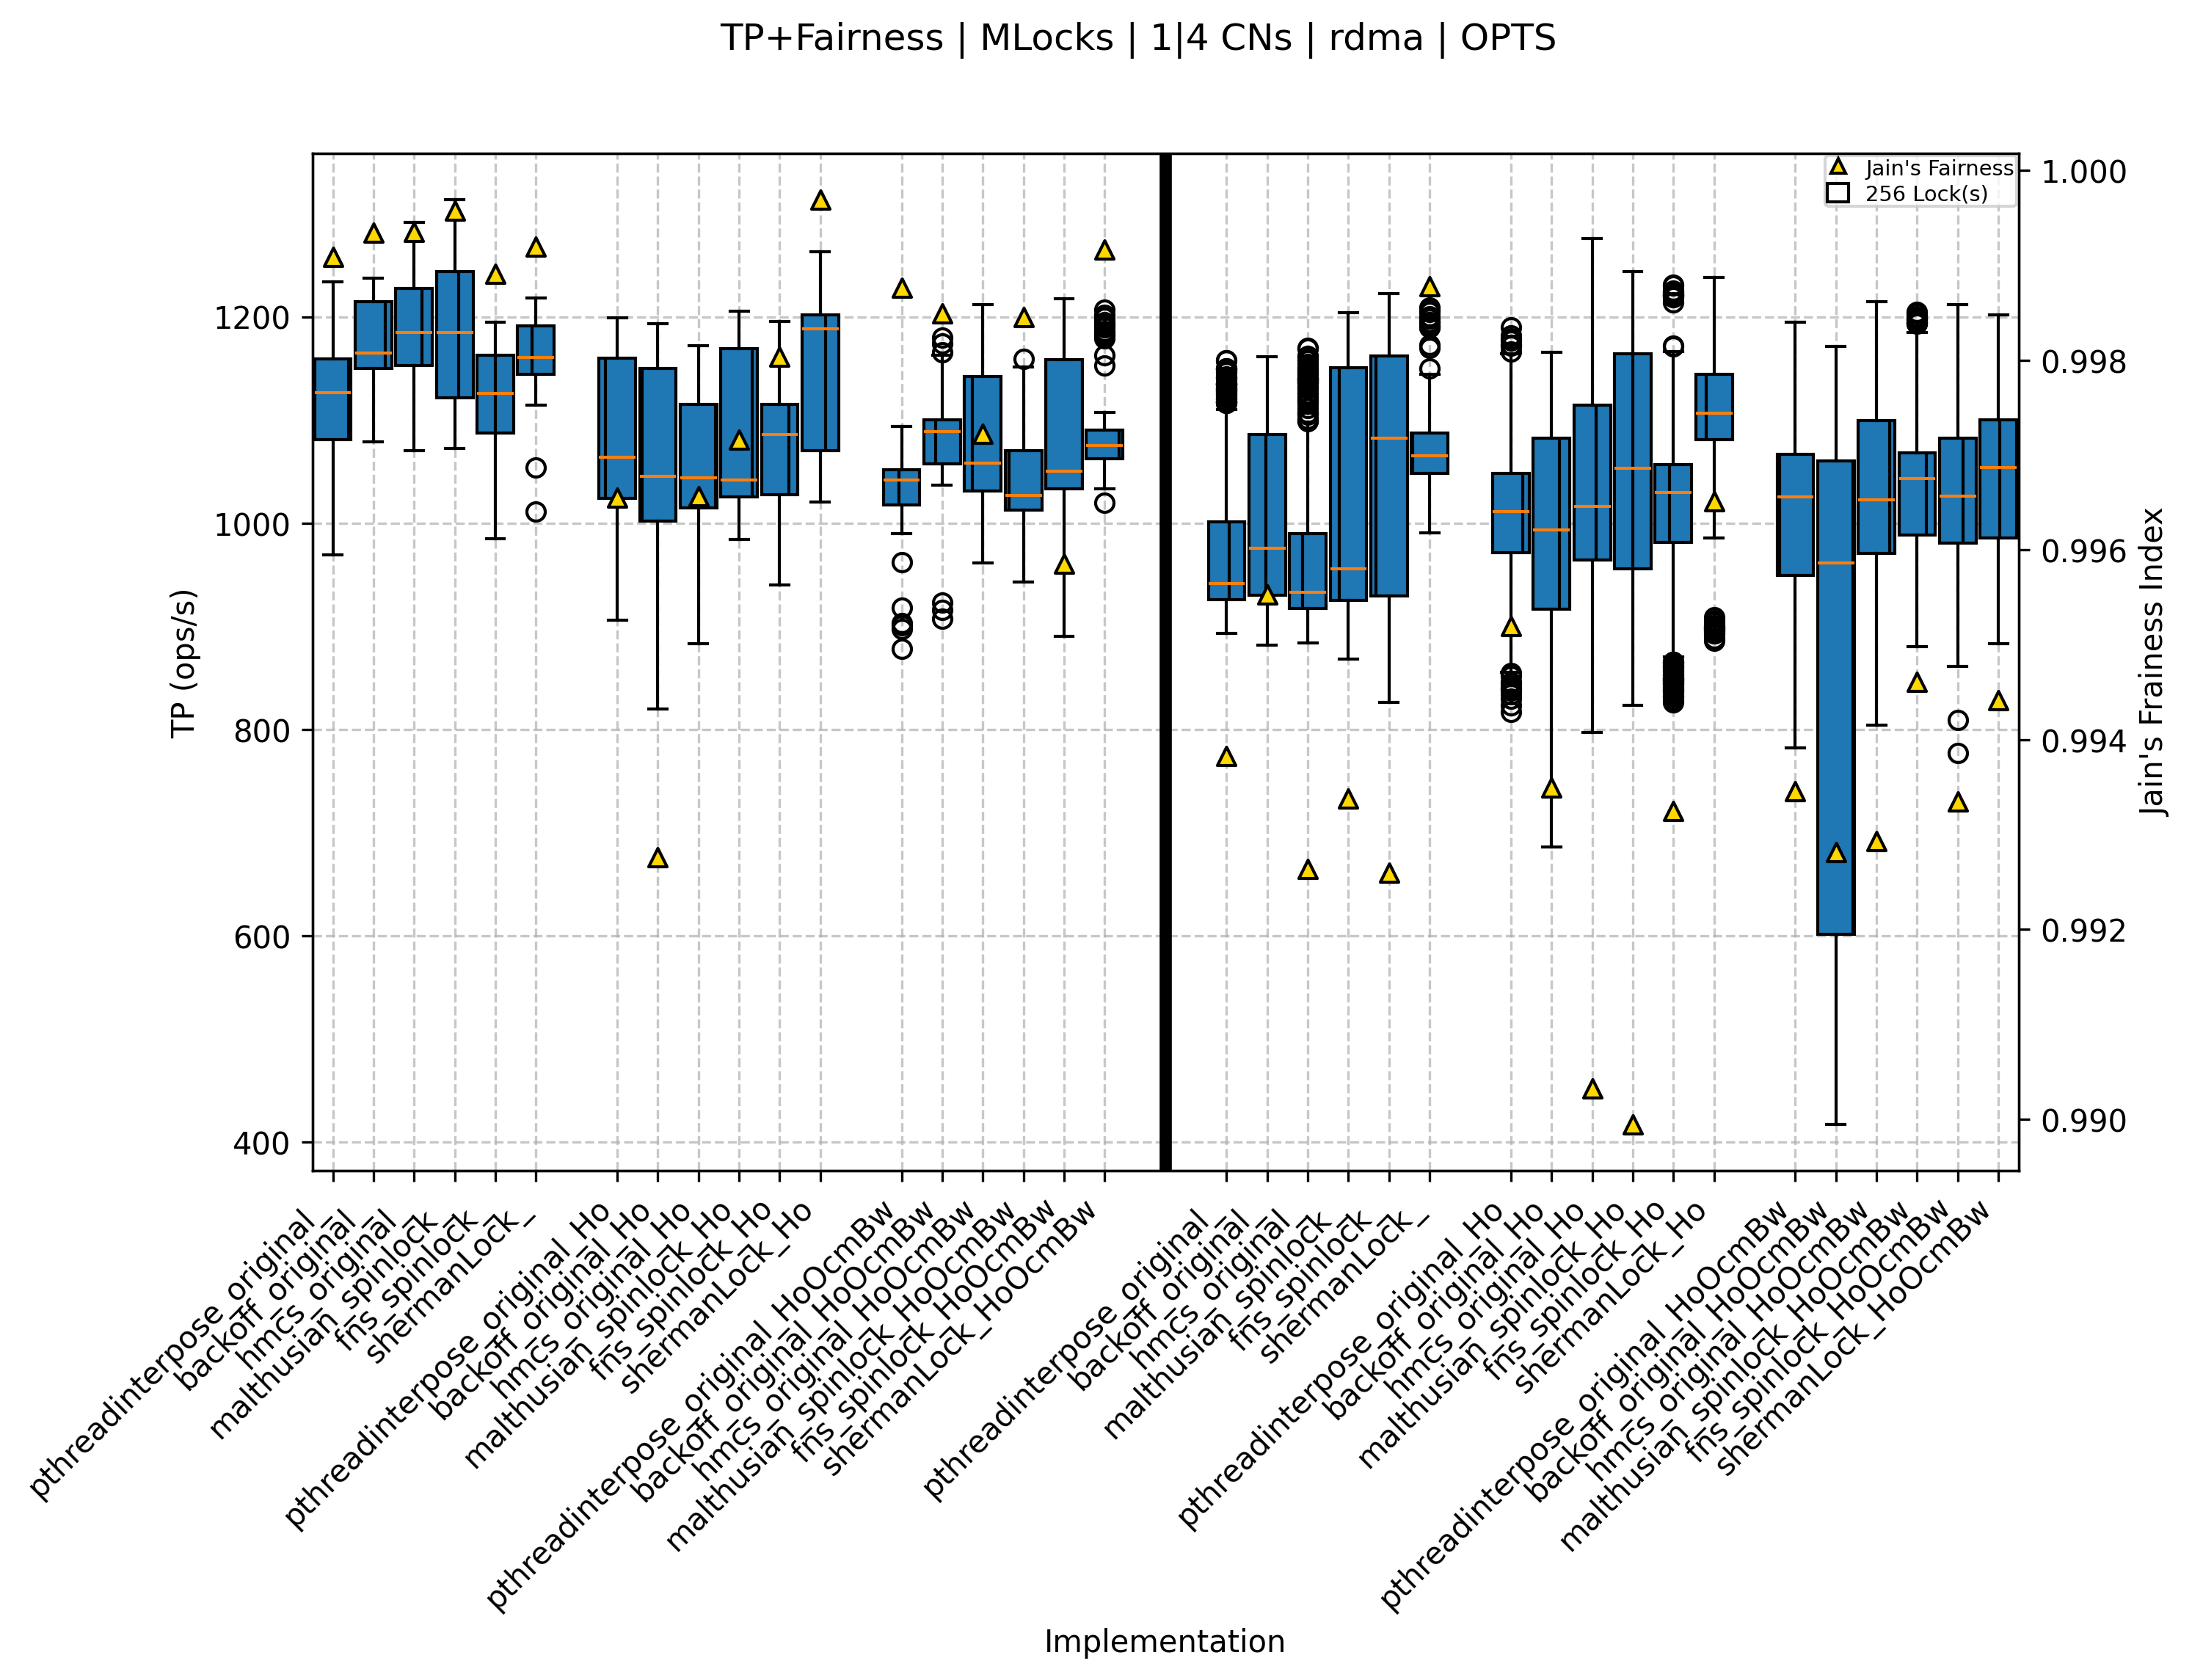 TP+Fairness | MLocks | 1|4 CNs | rdma | OPTS
Jain's Fairness
256 Lock(s)
TP (ops/s)
1200
1000
800
600
400
1.000
0.998
0.996
0.994
0.992
0.990
Jain's Frainess Index
pthreadinterpose_original_
backoff_original_
hmcs_original_
malthusian_spinlock_
fns_spinlock_
shermanLock_
pthreadinterpose_original_Ho
backoff_original_Ho
hmcs_original_Ho
malthusian_spinlock_Ho
fns_spinlock_Ho
shermanLock_Ho
pthreadinterpose_original_HoOcmBw
backoff_original_HoOcmBw
hmcs_original_HoOcmBw
malthusian_spinlock_HoOcmBw
fns_spinlock_HoOcmBw
shermanLock_HoOcmBw
pthreadinterpose_original_
backoff_original_
hmcs_original_
malthusian_spinlock_
fns_spinlock_
shermanLock_
pthreadinterpose_original_Ho
backoff_original_Ho
hmcs_original_Ho
malthusian_spinlock_Ho
fns_spinlock_Ho
shermanLock_Ho
pthreadinterpose_original_HoOcmBw
backoff_original_HoOcmBw
hmcs_original_HoOcmBw
malthusian_spinlock_HoOcmBw
fns_spinlock_HoOcmBw
shermanLock_HoOcmBw
Implementation